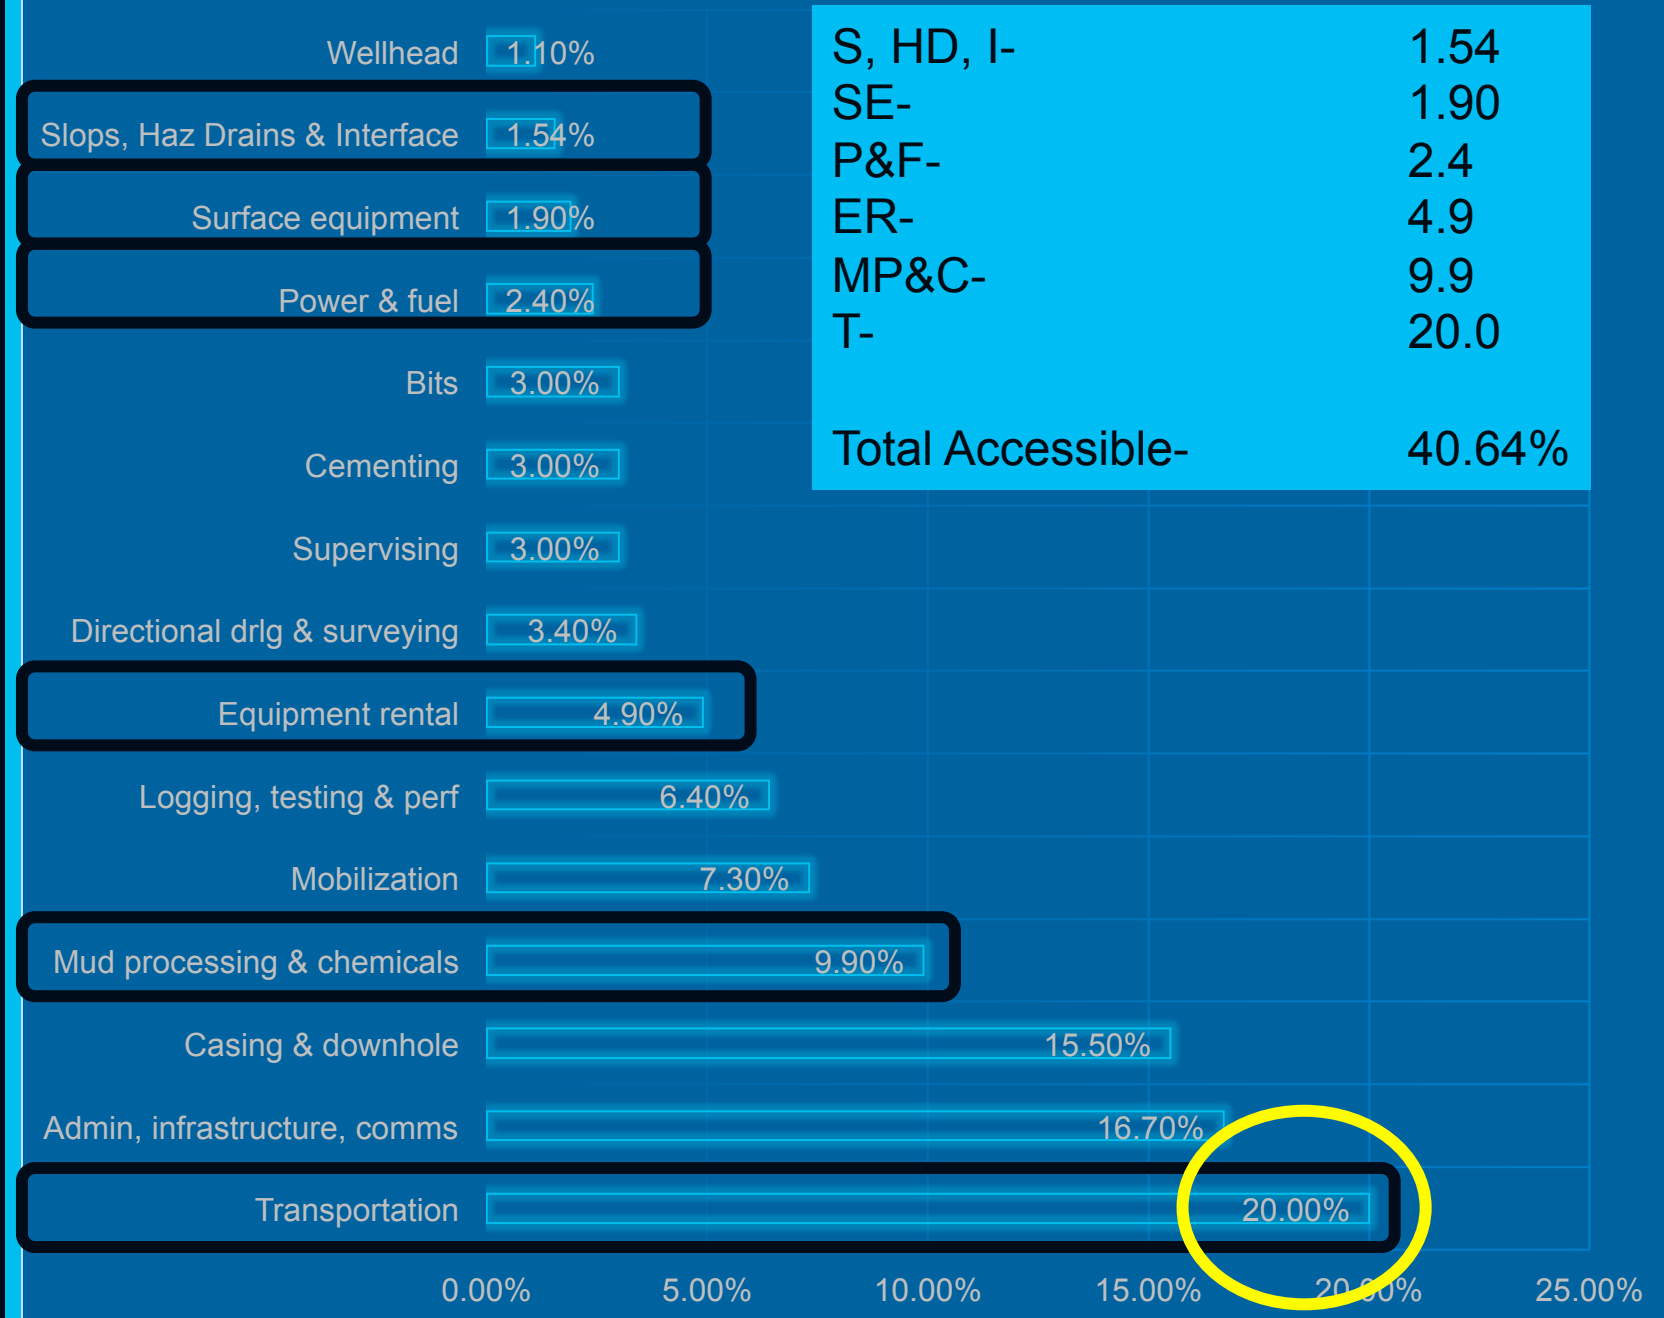 Wellhead 1.10%
Slops, Haz Drains & Interface 1.54%
Surface equipment 1.90%
Power & fuel 2.40%
Bits 3.00%
Cementing 3.00%
Supervising 3.00%
Directional drlg & surveying 3.40%
Equipment rental 4.90%
Logging, testing & perf 6.40%
Mobilization 7.30%
Mud processing & chemicals 9.90%
Casing & downhole 15.50%
Admin, infrastructure, comms 16.70%
Transportation 20.00%
0.00% 5.00% 10.00% 15.00% 20.00% 25.00%
S, HD, I- 1.54
SE- 1.90
P&F- 2.4
ER- 4.9
MP&C- 9.9
T- 20.0
Total Accessible- 40.64%